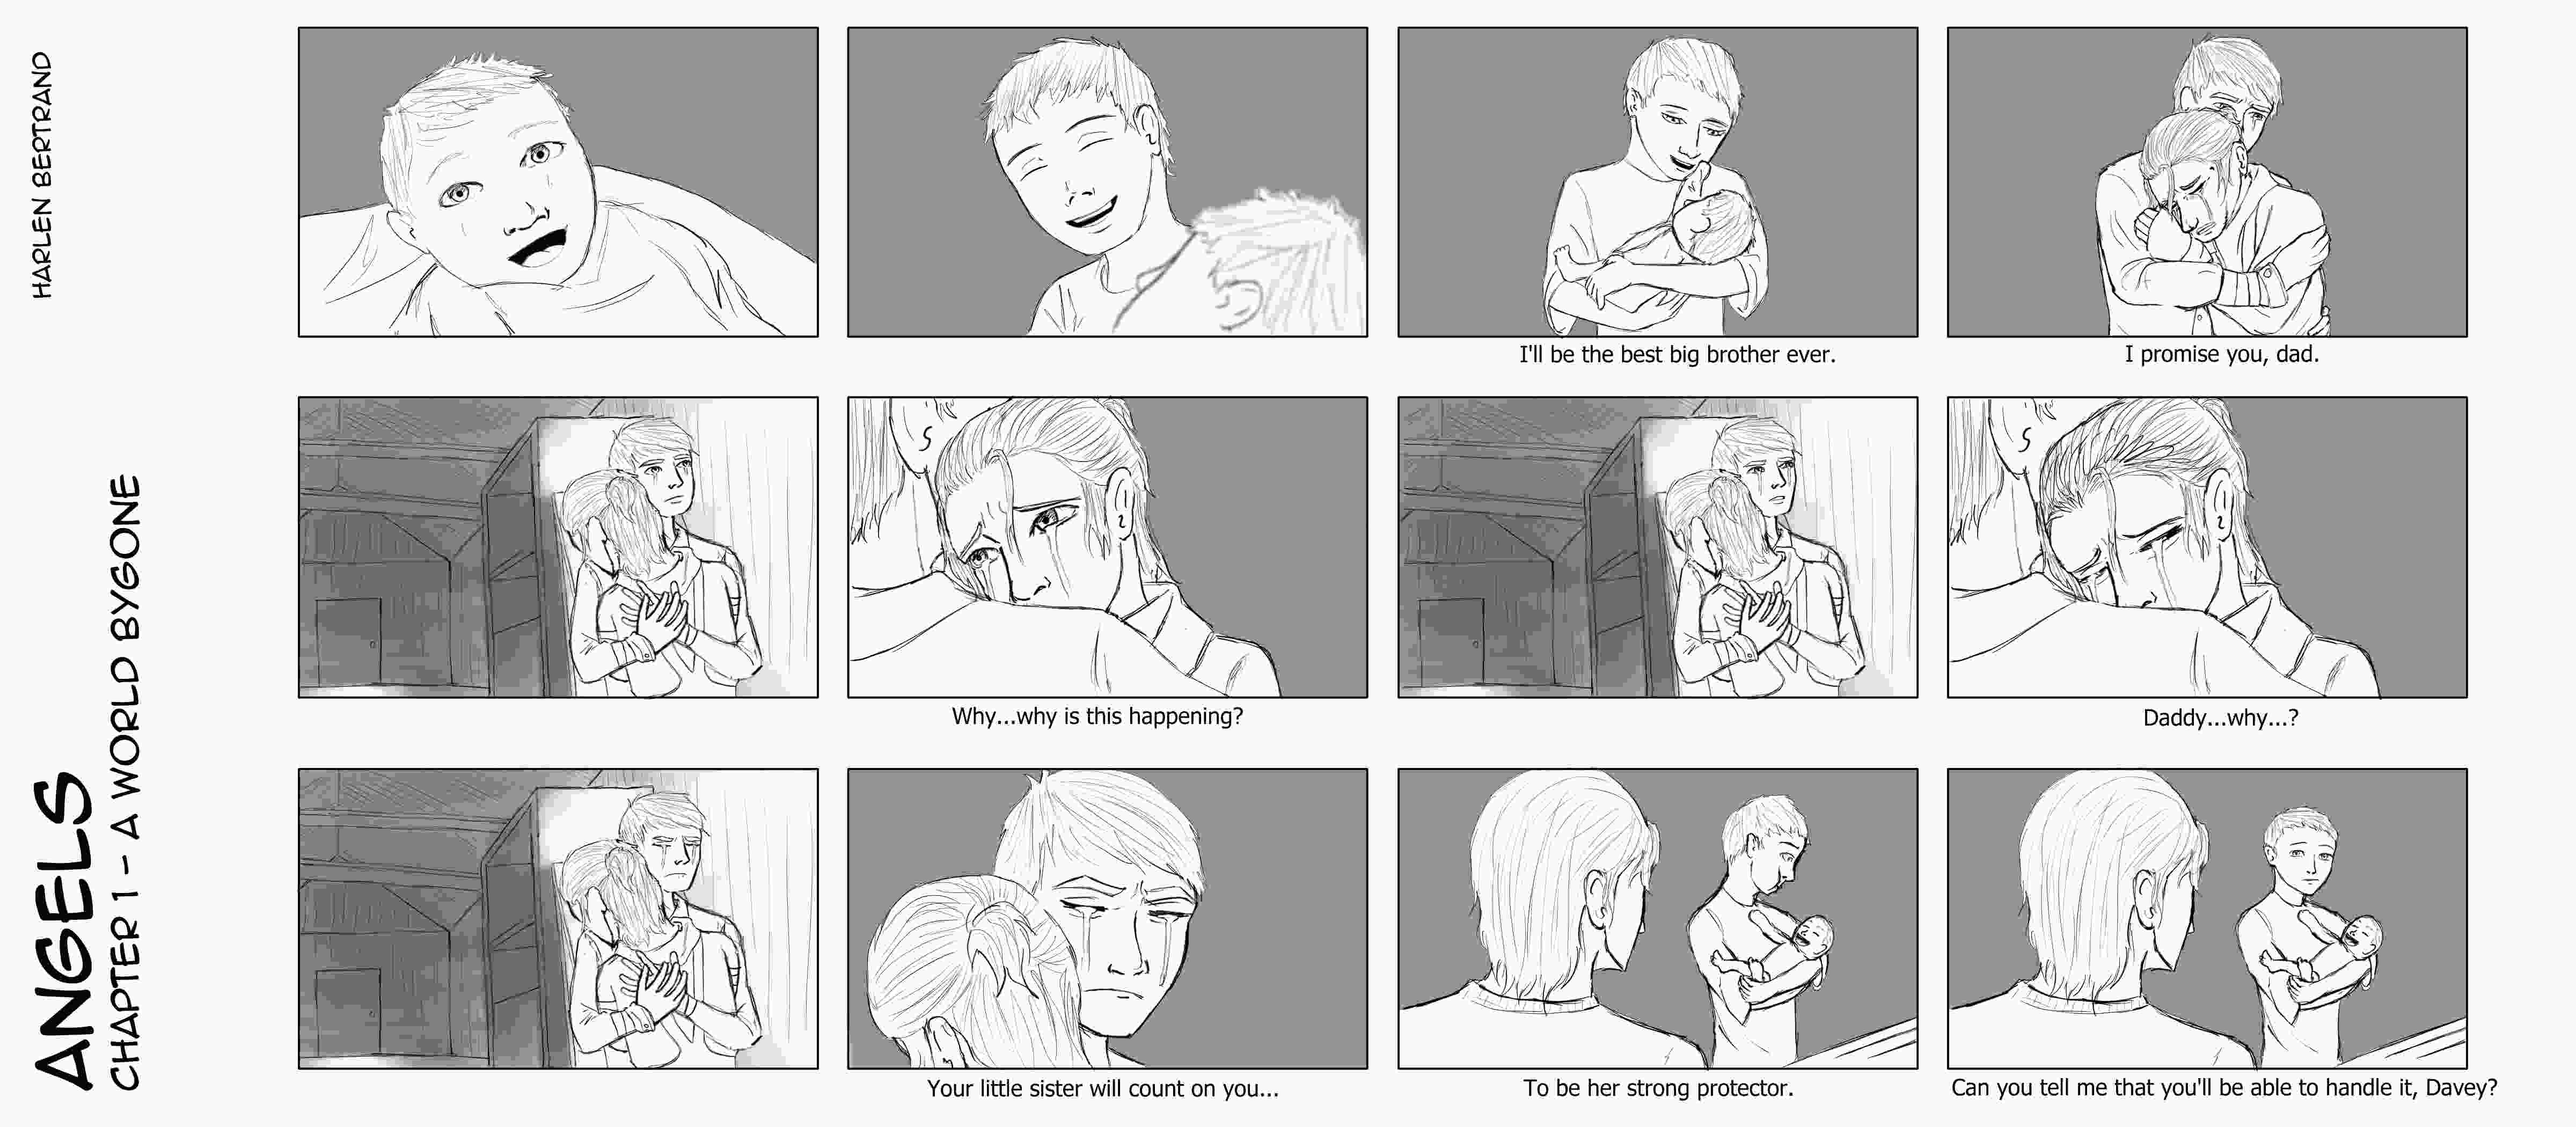 HARLEN BERTRAND
ANGELS
CHAPTER 1 - A WORLD BYGONE
I'll be the best big brother ever.
I promise you, dad.
Why...why is this happening?
Daddy...why...?
Your little sister will count on you...
To be her strong protector.
Can you tell me that you'll be able to handle it, Davey?